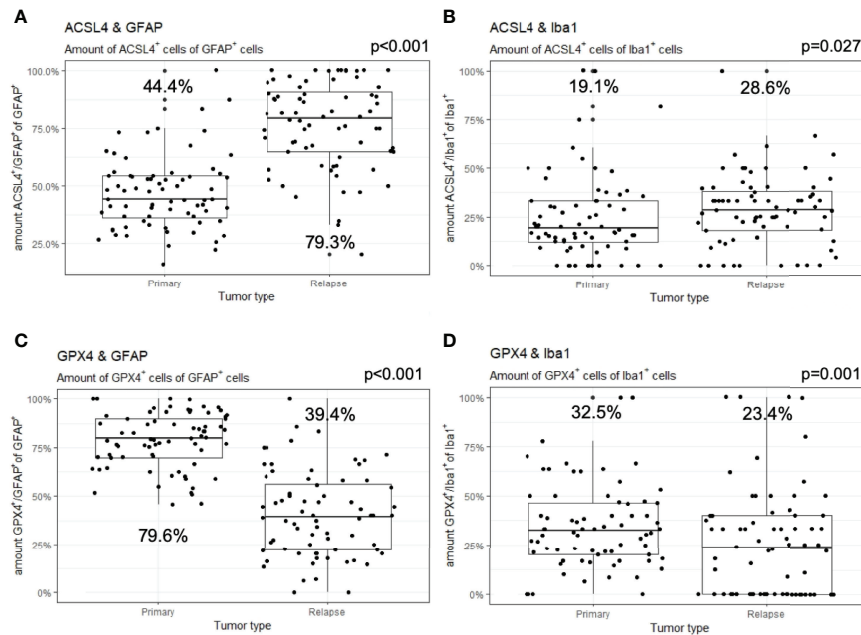 A
ACSL4 & GFAP
Amount of ACSL4⁺ cells of GFAP⁺ cells
p<0.001
100.0%
75.0%
50.0%
25.0%
44.4%
79.3%
amount ACSL4⁺/GFAP⁺ of GFAP⁺
Primary
Relapse
Tumor type
B
ACSL4 & Iba1
Amount of ACSL4⁺ cells of Iba1⁺ cells
p=0.027
100%
75%
50%
25%
0%
19.1%
28.6%
amount ACSL4⁺/Iba1⁺ of Iba1⁺
Primary
Relapse
Tumor type
C
GPX4 & GFAP
Amount of GPX4⁺ cells of GFAP⁺ cells
p<0.001
100%
75%
50%
25%
0%
39.4%
79.6%
amount GPX4⁺/GFAP⁺ of GFAP⁺
Primary
Relapse
Tumor type
D
GPX4 & Iba1
Amount of GPX4⁺ cells of Iba1⁺ cells
p=0.001
100%
75%
50%
25%
0%
32.5%
23.4%
amount GPX4⁺/Iba1⁺ of Iba1⁺
Primary
Relapse
Tumor type